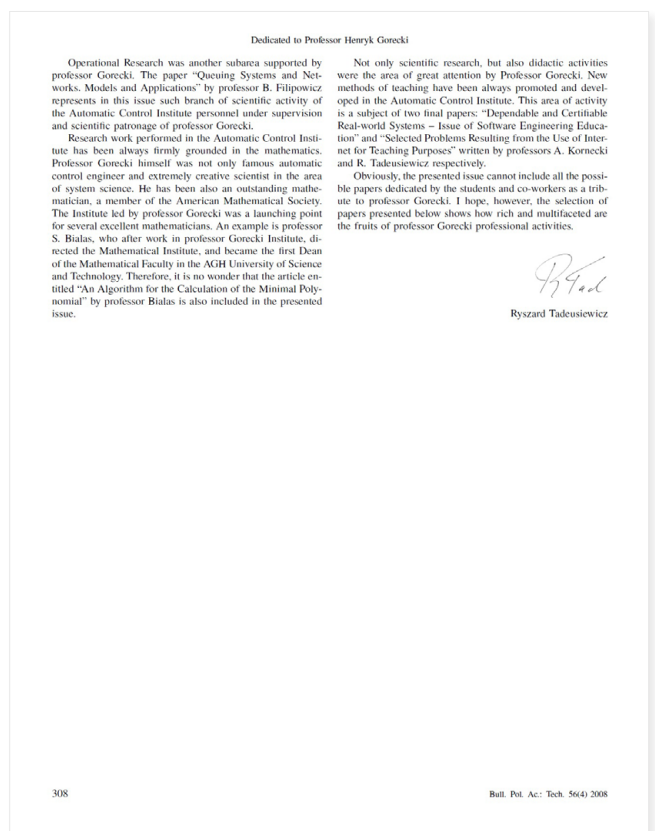 Dedicated to Professor Henryk Gorecki
Operational Research was another subarea supported by
professor Gorecki. The paper “Queuing Systems and Net-
works. Models and Applications” by professor B. Filipowicz
represents in this issue such branch of scientific activity of
the Automatic Control Institute personnel under supervision
and scientific patronage of professor Gorecki.
Research work performed in the Automatic Control Insti-
tute has been always firmly grounded in the mathematics.
Professor Gorecki himself was not only famous automatic
control engineer and extremely creative scientist in the area
of system science. He has been also an outstanding mathe-
matician, a member of the American Mathematical Society.
The Institute led by professor Gorecki was a launching point
for several excellent mathematicians. An example is professor
S. Bialas, who after work in professor Gorecki Institute, di-
rected the Mathematical Institute, and became the first Dean
of the Mathematical Faculty in the AGH University of Science
and Technology. Therefore, it is no wonder that the article en-
titled “An Algorithm for the Calculation of the Minimal Poly-
nomial” by professor Bialas is also included in the presented
issue.
Not only scientific research, but also didactic activities
were the area of great attention by Professor Gorecki. New
methods of teaching have been always promoted and devel-
oped in the Automatic Control Institute. This area of activity
is a subject of two final papers: “Dependable and Certifiable
Real-world Systems – Issue of Software Engineering Educa-
tion” and “Selected Problems Resulting from the Use of Inter-
net for Teaching Purposes” written by professors A. Kornecki
and R. Tadeusiewicz respectively.
Obviously, the presented issue cannot include all the possi-
ble papers dedicated by the students and co-workers as a trib-
ute to professor Gorecki. I hope, however, the selection of
papers presented below shows how rich and multifaceted are
the fruits of professor Gorecki professional activities.
Ryszard Tadeusiewicz
308
Bull. Pol. Ac.: Tech. 56(4) 2008